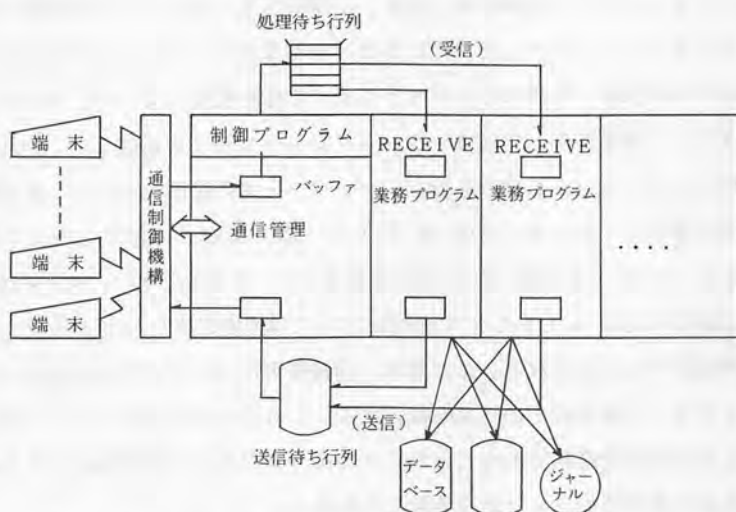 処理待ち行列
(受信)
端末
端末
端末
通信制御機構
制御プログラム
バッファ
通信管理
RECEIVE
業務プログラム
RECEIVE
業務プログラム
‥‥
(送信)
送信待ち行列
データ
ベース
ジャー
ナル